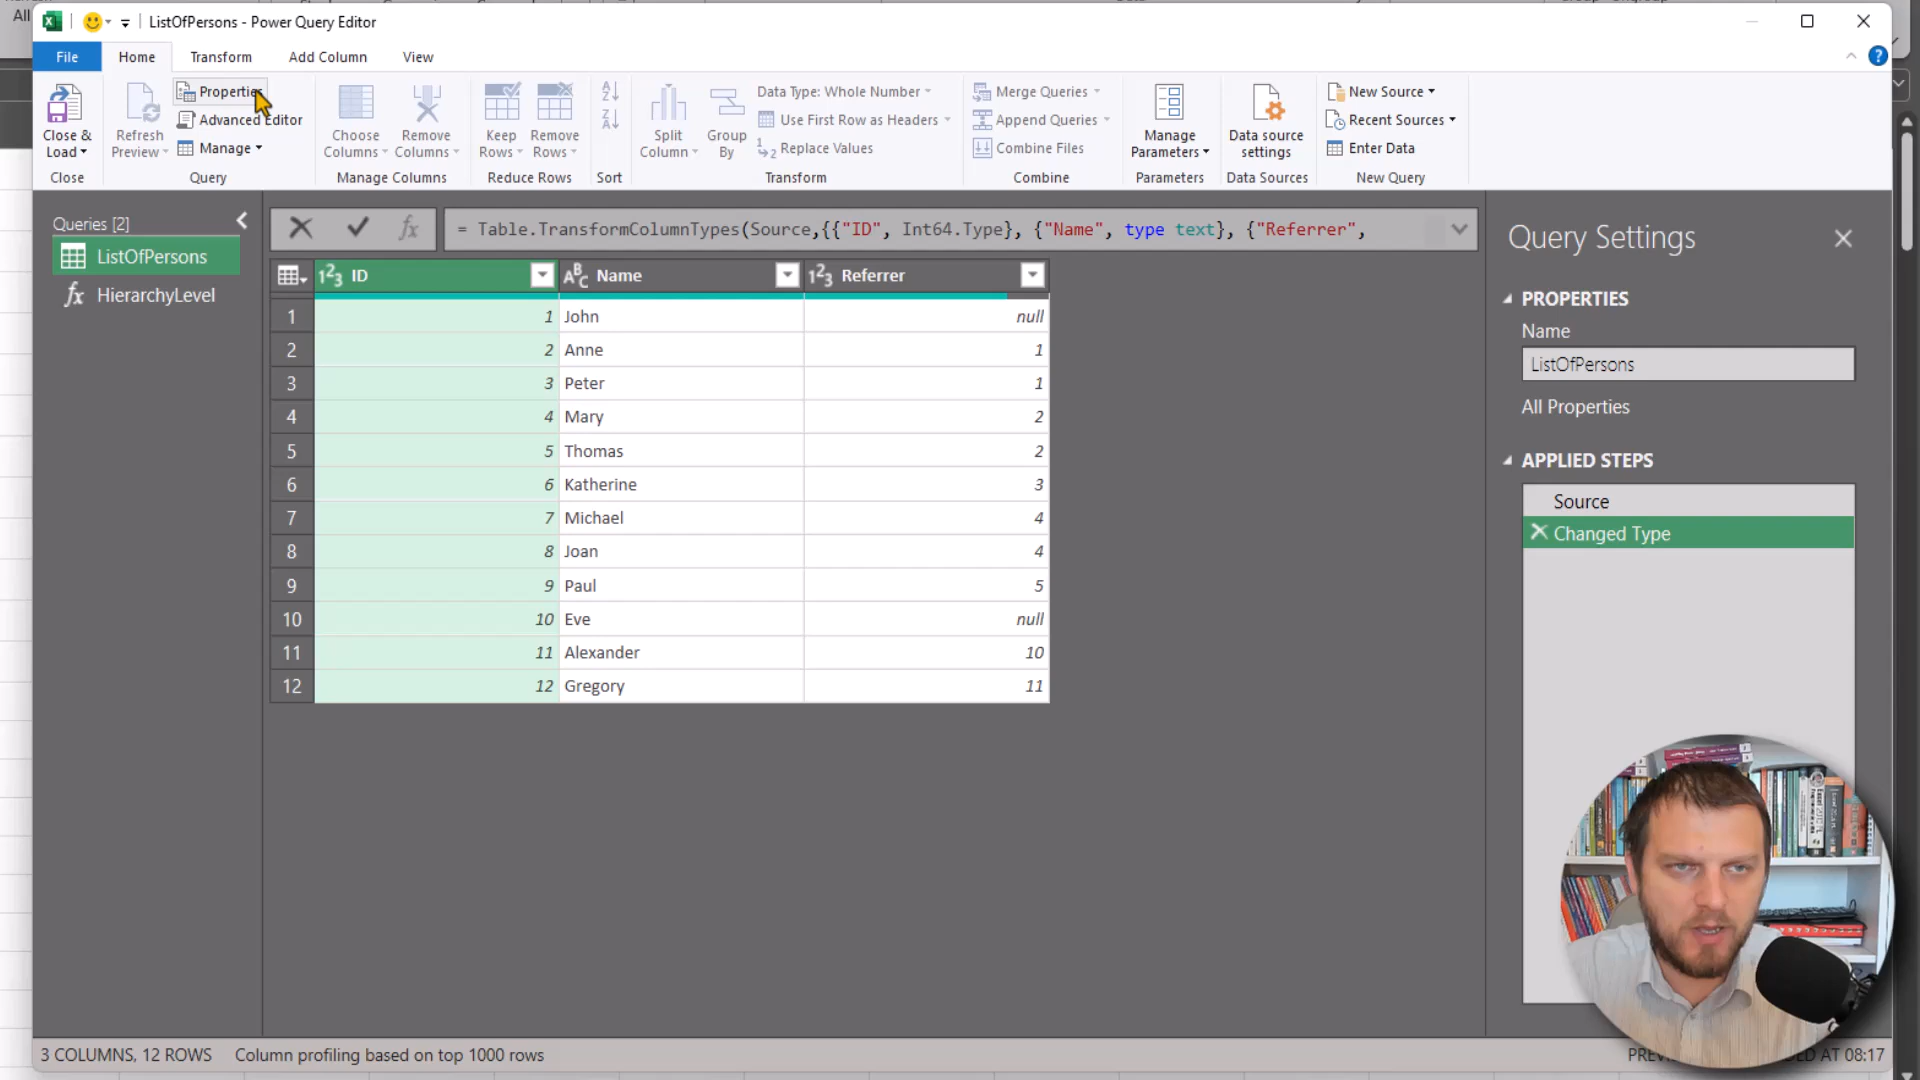 All
ListOfPersons - Power Query Editor
File Home Transform Add Column View
Close & Load
Close
Refresh Preview
Properties
Advanced Editor
Manage
Query
Choose Columns
Remove Columns
Manage Columns
Keep Rows
Remove Rows
Reduce Rows
Sort
Split Column
Group By
Data Type: Whole Number
Use First Row as Headers
Replace Values
Transform
Merge Queries
Append Queries
Combine Files
Combine
Manage Parameters
Parameters
Data source settings
Data Sources
New Source
Recent Sources
Enter Data
New Query
Queries [2]
ListOfPersons
fx HierarchyLevel
fx = Table.TransformColumnTypes(Source,{{"ID", Int64.Type}, {"Name", type text}, {"Referrer",
ID Name Referrer
1 1 John null
2 2 Anne 1
3 3 Peter 1
4 4 Mary 2
5 5 Thomas 2
6 6 Katherine 3
7 7 Michael 4
8 8 Joan 4
9 9 Paul 5
10 10 Eve null
11 11 Alexander 10
12 12 Gregory 11
Query Settings
PROPERTIES
Name
ListOfPersons
All Properties
APPLIED STEPS
Source
Changed Type
3 COLUMNS, 12 ROWS Column profiling based on top 1000 rows
AT 08:17